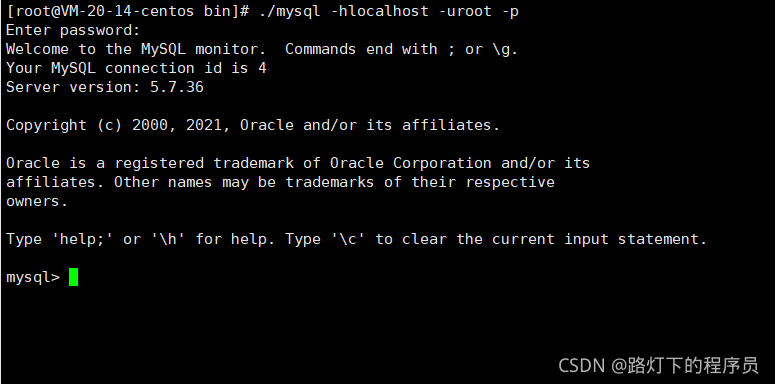 [root@VM-20-14-centos bin]# ./mysql -hlocalhost -uroot -p
Enter password:
Welcome to the MySQL monitor.  Commands end with ; or \g.
Your MySQL connection id is 4
Server version: 5.7.36
Copyright (c) 2000, 2021, Oracle and/or its affiliates.
Oracle is a registered trademark of Oracle Corporation and/or its
affiliates. Other names may be trademarks of their respective
owners.
Type 'help;' or '\h' for help. Type '\c' to clear the current input statement.
mysql>
CSDN @路灯下的程序员